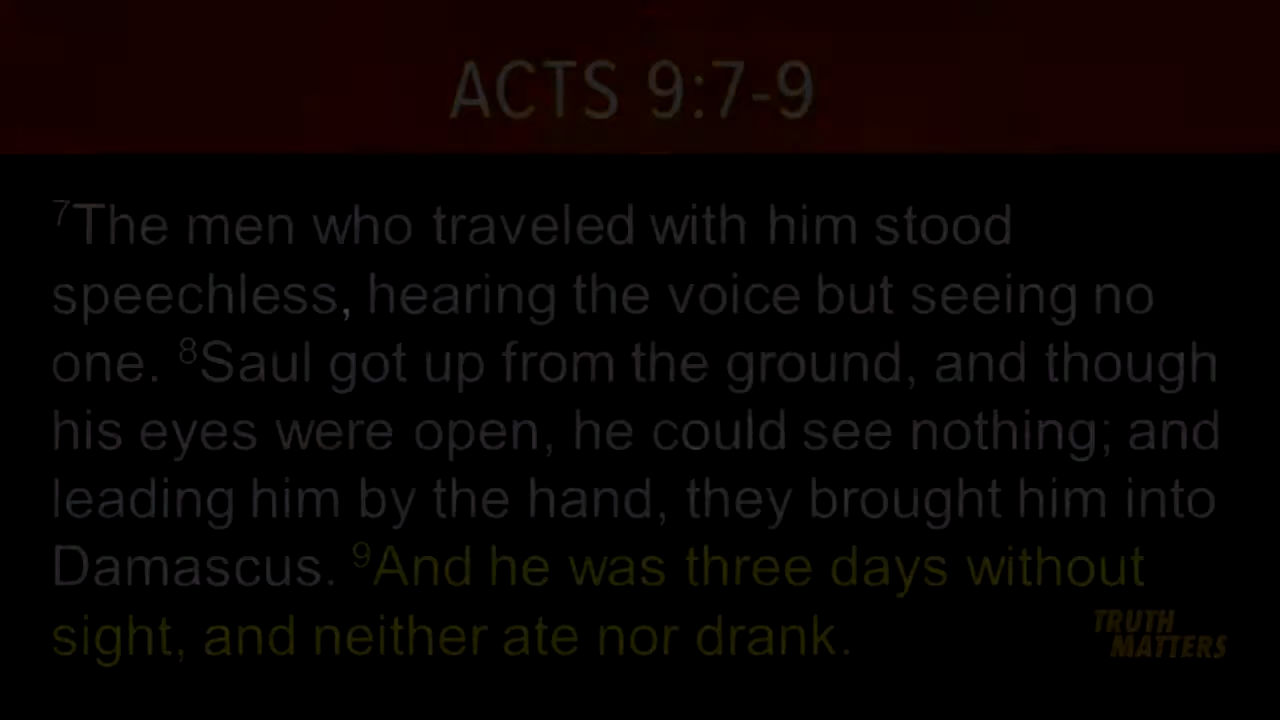 ACTS 9:7-9
⁷The men who traveled with him stood
speechless, hearing the voice but seeing no
one. ⁸Saul got up from the ground, and though
his eyes were open, he could see nothing; and
leading him by the hand, they brought him into
Damascus. ⁹And he was three days without
sight, and neither ate nor drank.
TRUTH
MATTERS